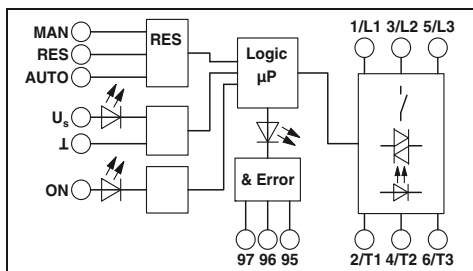 MAN
RES
AUTO
RES
Us
⊥
ON
Logic
µP
& Error
97 96 95
1/L1 3/L2 5/L3
2/T1 4/T2 6/T3